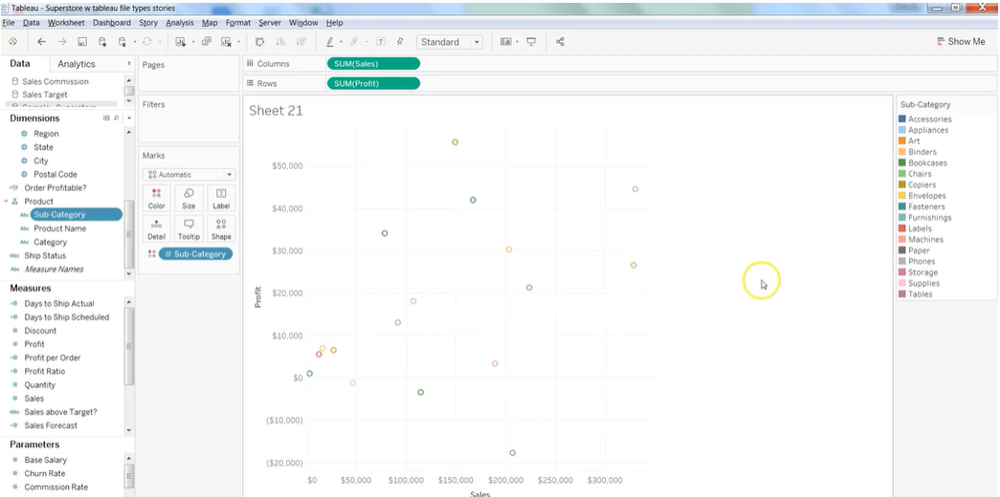 Tableau - Superstore w tableau file types stories
File Data Worksheet Dashboard Story Analysis Map Format Server Window Help
Standard
Show Me
Data Analytics
Sales Commission
Sales Target
Dimensions
Region
State
City
Postal Code
Order Profitable?
Product
Sub-Category
Product Name
Category
Ship Status
Measure Names
Measures
Days to Ship Actual
Days to Ship Scheduled
Discount
Profit
Profit per Order
Profit Ratio
Quantity
Sales
Sales above Target?
Sales Forecast
Parameters
Base Salary
Churn Rate
Commission Rate
Pages
Filters
Marks
Automatic
Color Size Label
Detail Tooltip Shape
Sub-Category
Columns SUM(Sales)
Rows SUM(Profit)
Sheet 21
Profit
$50,000
$40,000
$30,000
$20,000
$10,000
$0
($10,000)
($20,000)
$0 $50,000 $100,000 $150,000 $200,000 $250,000 $300,000
Sales
Sub-Category
Accessories
Appliances
Art
Binders
Bookcases
Chairs
Copiers
Envelopes
Fasteners
Furnishings
Labels
Machines
Paper
Phones
Storage
Supplies
Tables